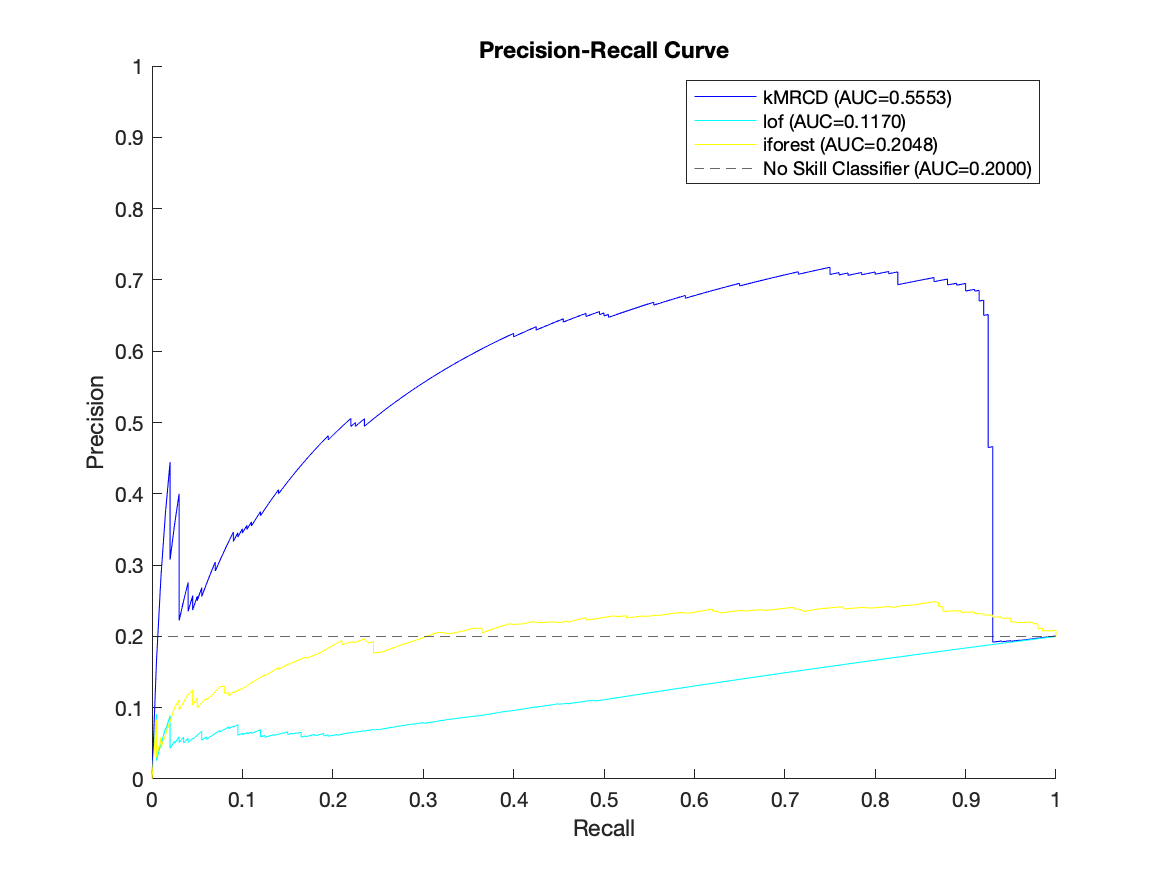 Precision-Recall Curve
kMRCD (AUC=0.5553)
lof (AUC=0.1170)
iforest (AUC=0.2048)
No Skill Classifier (AUC=0.2000)
1
0.9
0.8
0.7
0.6
0.5
0.4
0.3
0.2
0.1
0
Precision
0 0.1 0.2 0.3 0.4 0.5 0.6 0.7 0.8 0.9 1
Recall